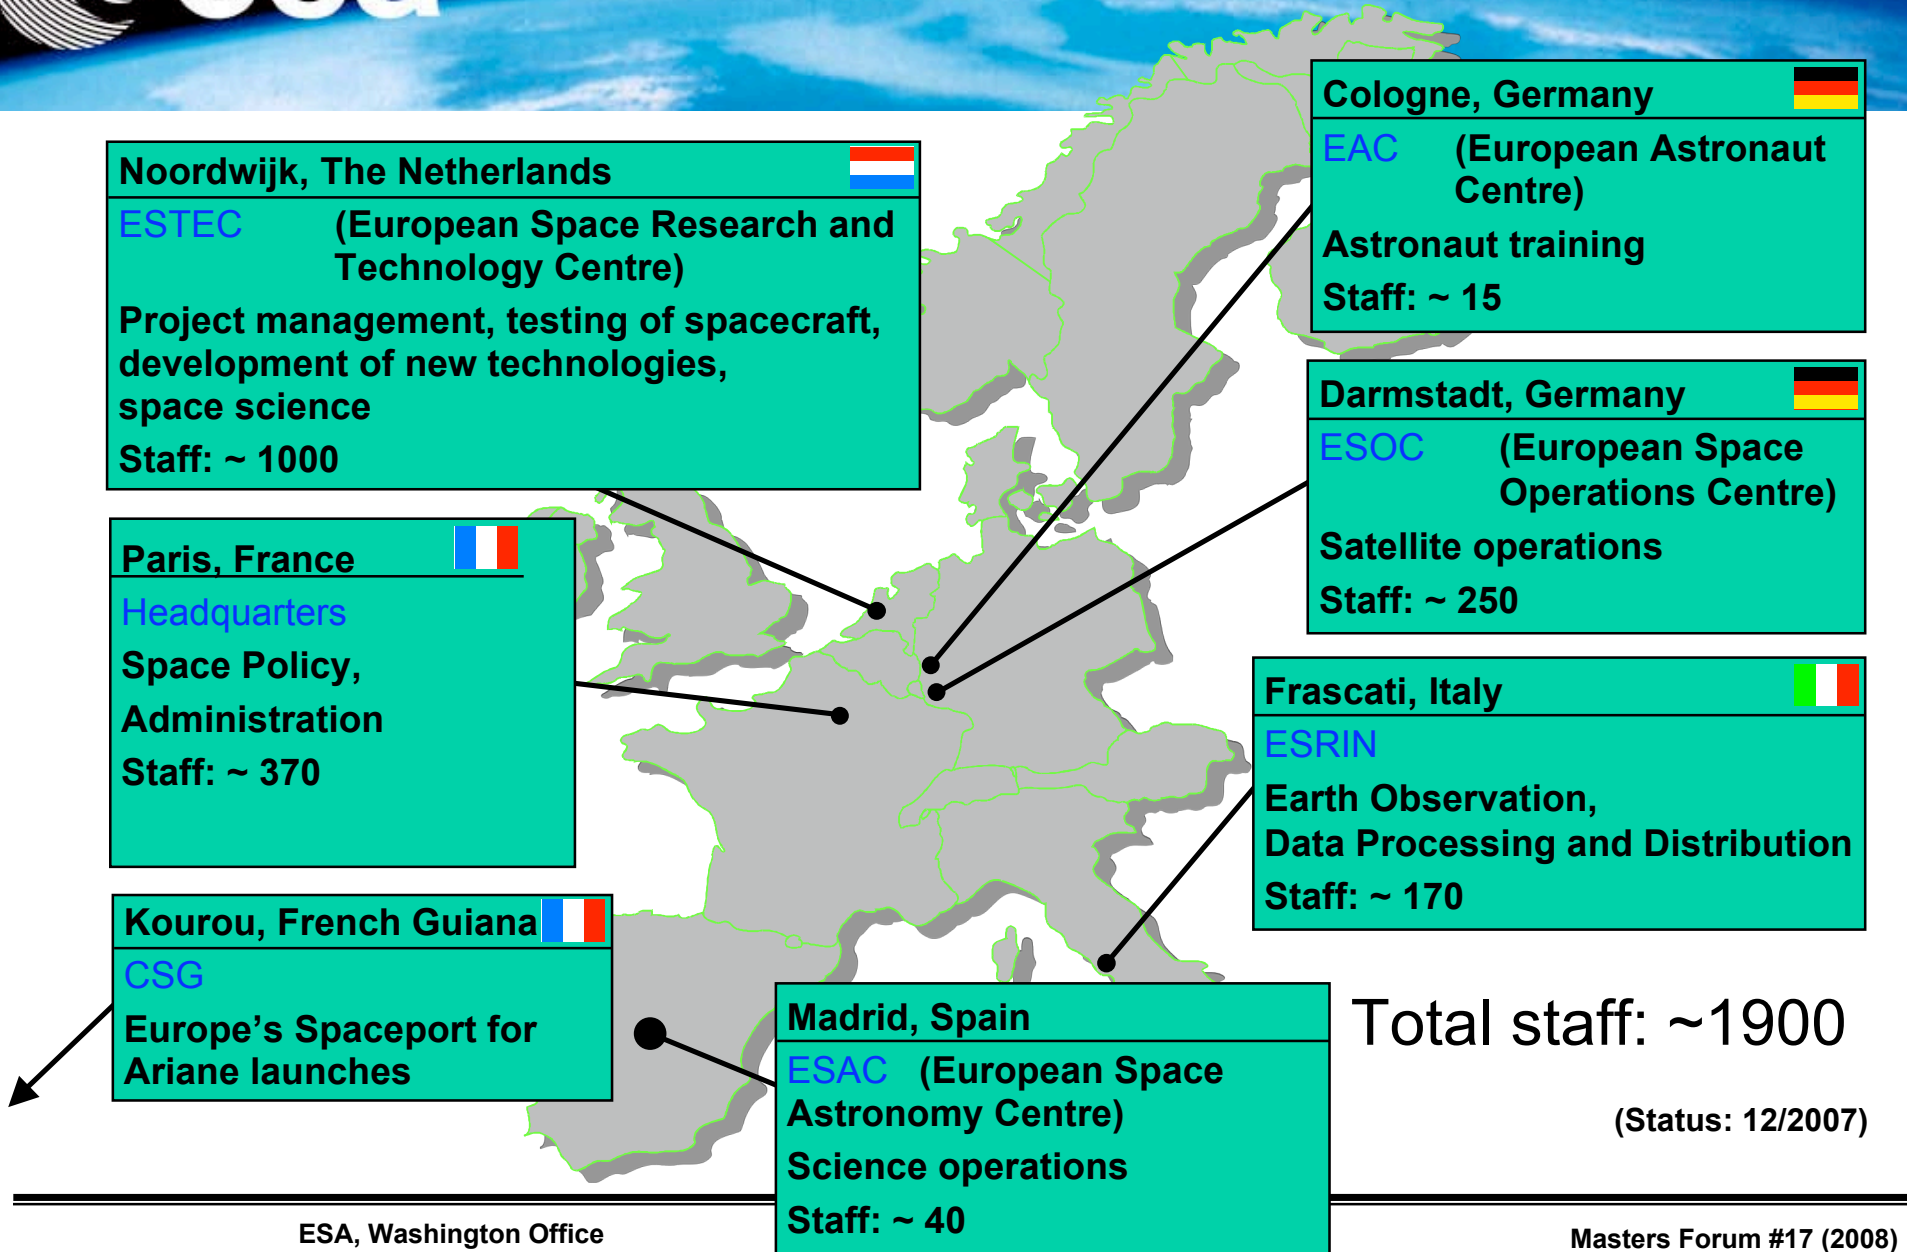 esa
Noordwijk, The Netherlands
ESTEC (European Space Research and
Technology Centre)
Project management, testing of spacecraft,
development of new technologies,
space science
Staff: ~ 1000
Paris, France
Headquarters
Space Policy,
Administration
Staff: ~ 370
Kourou, French Guiana
CSG
Europe’s Spaceport for
Ariane launches
Cologne, Germany
EAC (European Astronaut
Centre)
Astronaut training
Staff: ~ 15
Darmstadt, Germany
ESOC (European Space
Operations Centre)
Satellite operations
Staff: ~ 250
Frascati, Italy
ESRIN
Earth Observation,
Data Processing and Distribution
Staff: ~ 170
Madrid, Spain
ESAC (European Space
Astronomy Centre)
Science operations
Staff: ~ 40
Total staff: ~1900
(Status: 12/2007)
ESA, Washington Office
Masters Forum #17 (2008)